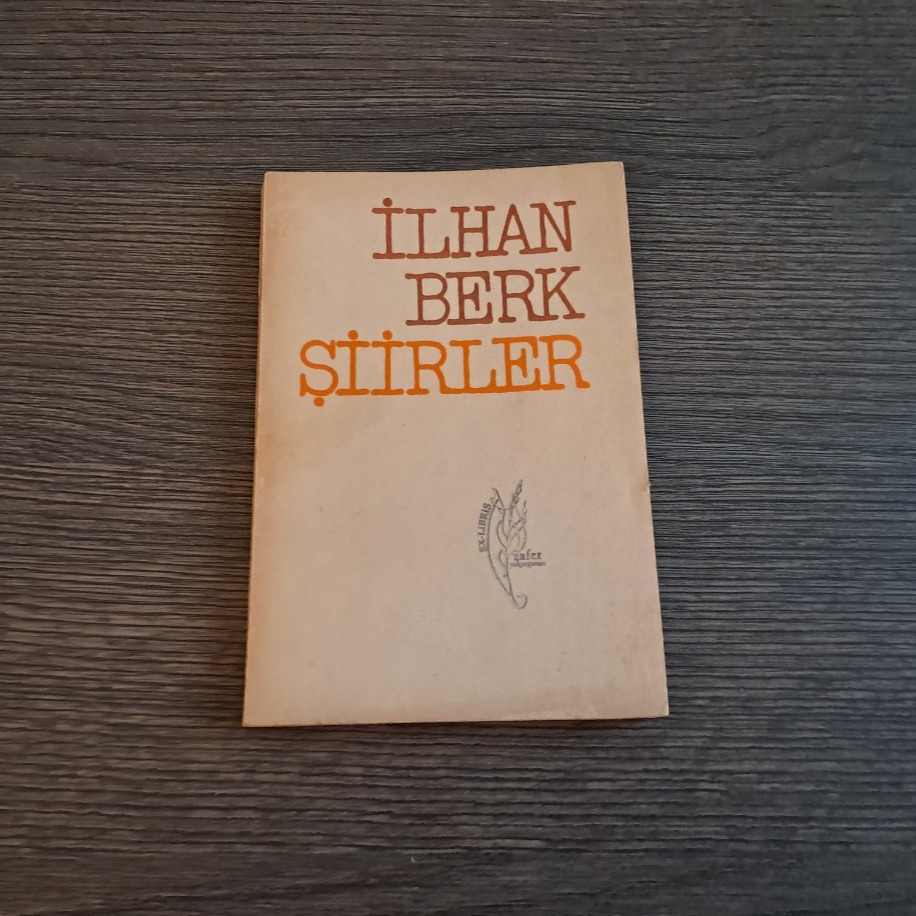 İLHAN
BERK
ŞİİRLER
EX-LIBRIS
zafer